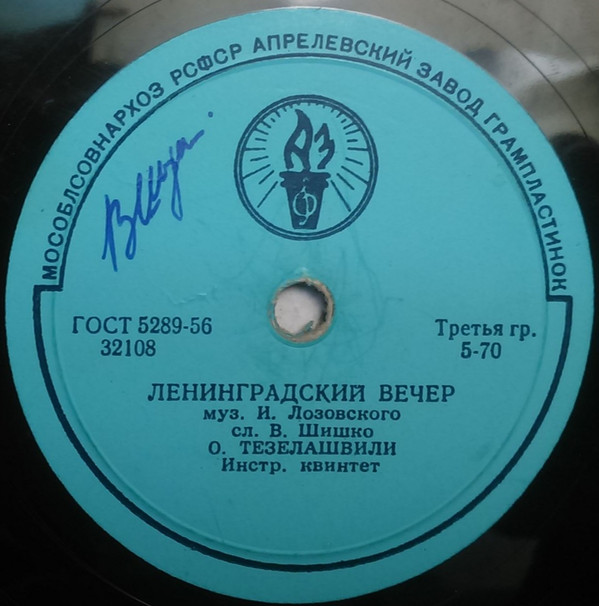 МОСОБЛСОВНАРХОЗ РСФСР АПРЕЛЕВСКИЙ ЗАВОД ГРАМПЛАСТИНОК
АЗ
ГОСТ 5289-56
32108
Третья гр.
5-70
ЛЕНИНГРАДСКИЙ ВЕЧЕР
муз. И. Лозовского
сл. В. Шишко
О. ТЕЗЕЛАШВИЛИ
Инстр. квинтет